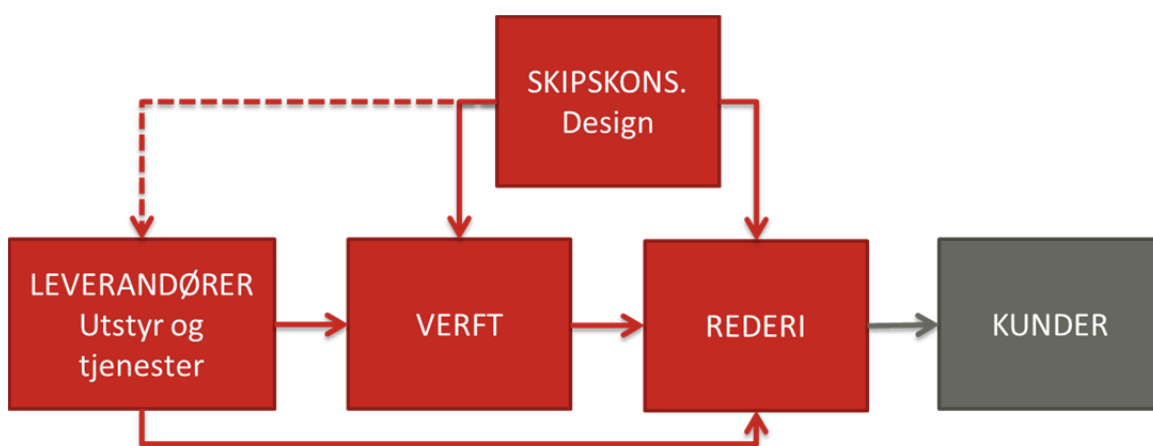 SKIPSKONS.
Design
LEVERANDØRER
Utstyr og
tjenester
VERFT
REDERI
KUNDER